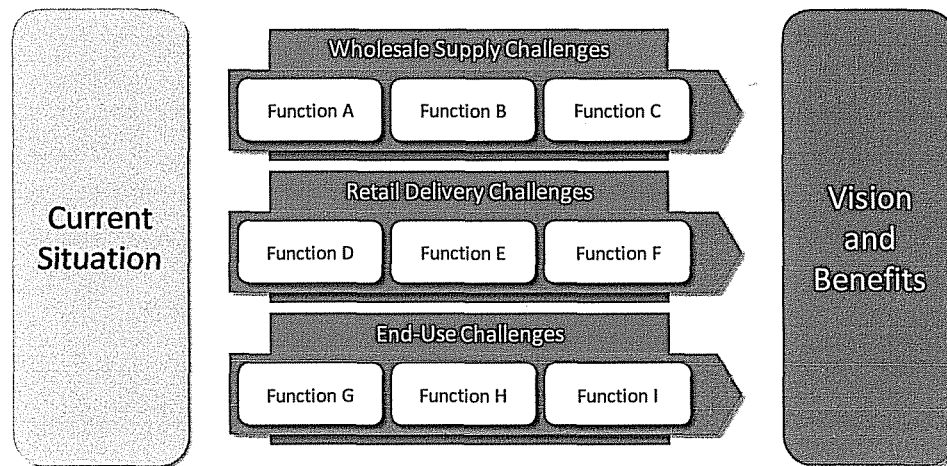 Current
Situation
Wholesale Supply Challenges
Function A
Function B
Function C
Retail Delivery Challenges
Function D
Function E
Function F
End-Use Challenges
Function G
Function H
Function I
Vision
and
Benefits